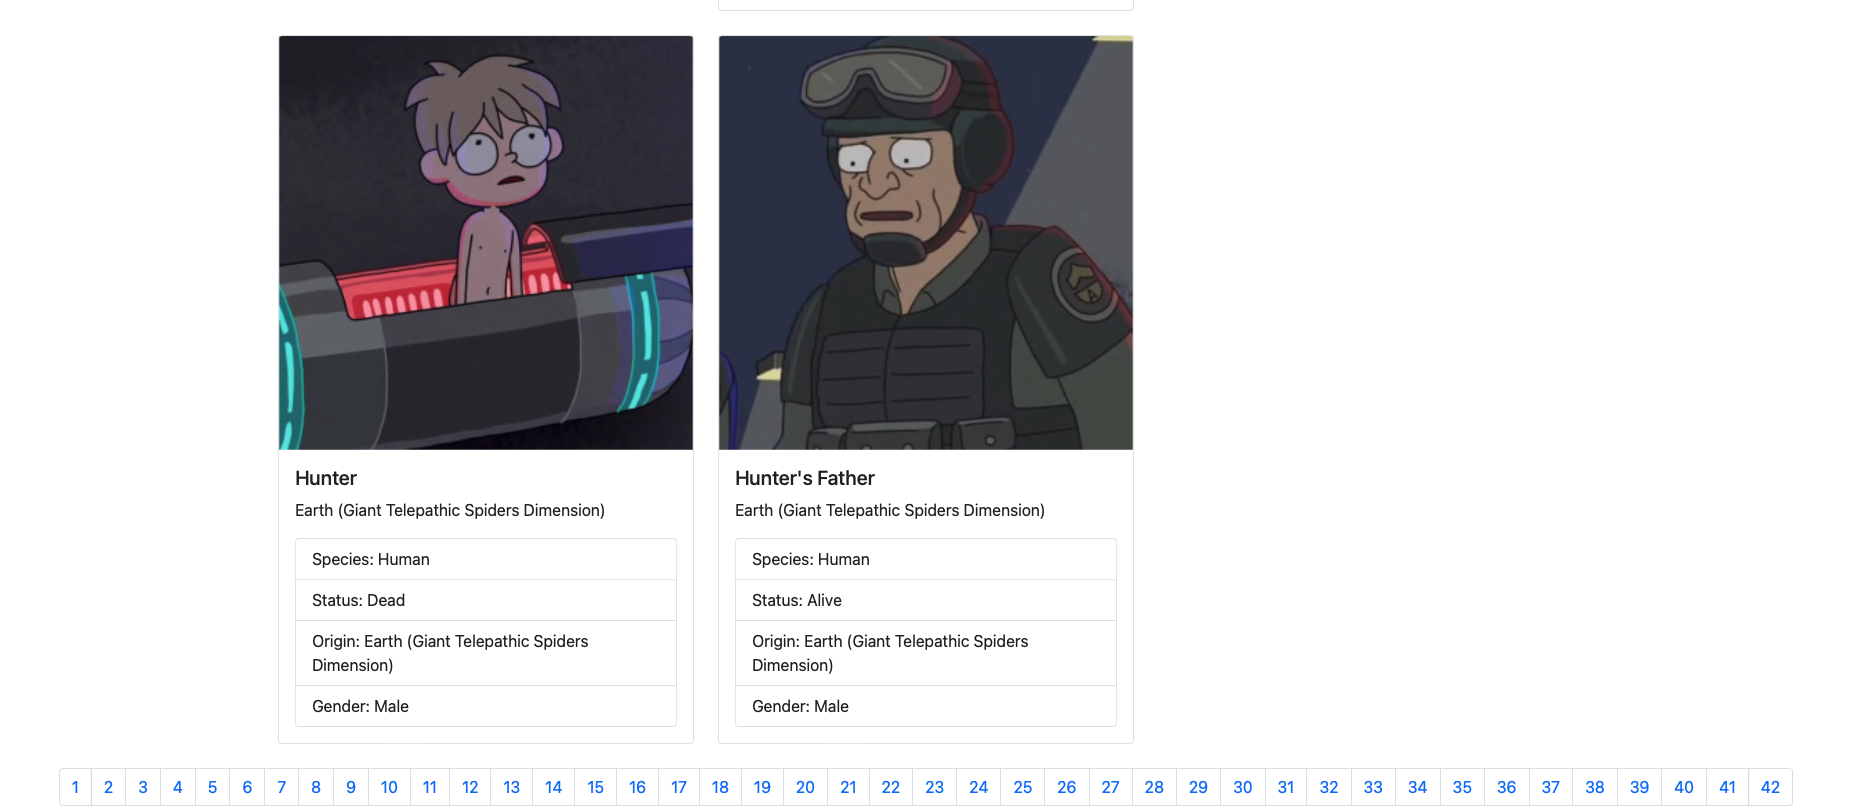 Hunter
Earth (Giant Telepathic Spiders Dimension)
Species: Human
Status: Dead
Origin: Earth (Giant Telepathic Spiders
Dimension)
Gender: Male
Hunter's Father
Earth (Giant Telepathic Spiders Dimension)
Species: Human
Status: Alive
Origin: Earth (Giant Telepathic Spiders
Dimension)
Gender: Male
1 2 3 4 5 6 7 8 9 10 11 12 13 14 15 16 17 18 19 20 21 22 23 24 25 26 27 28 29 30 31 32 33 34 35 36 37 38 39 40 41 42